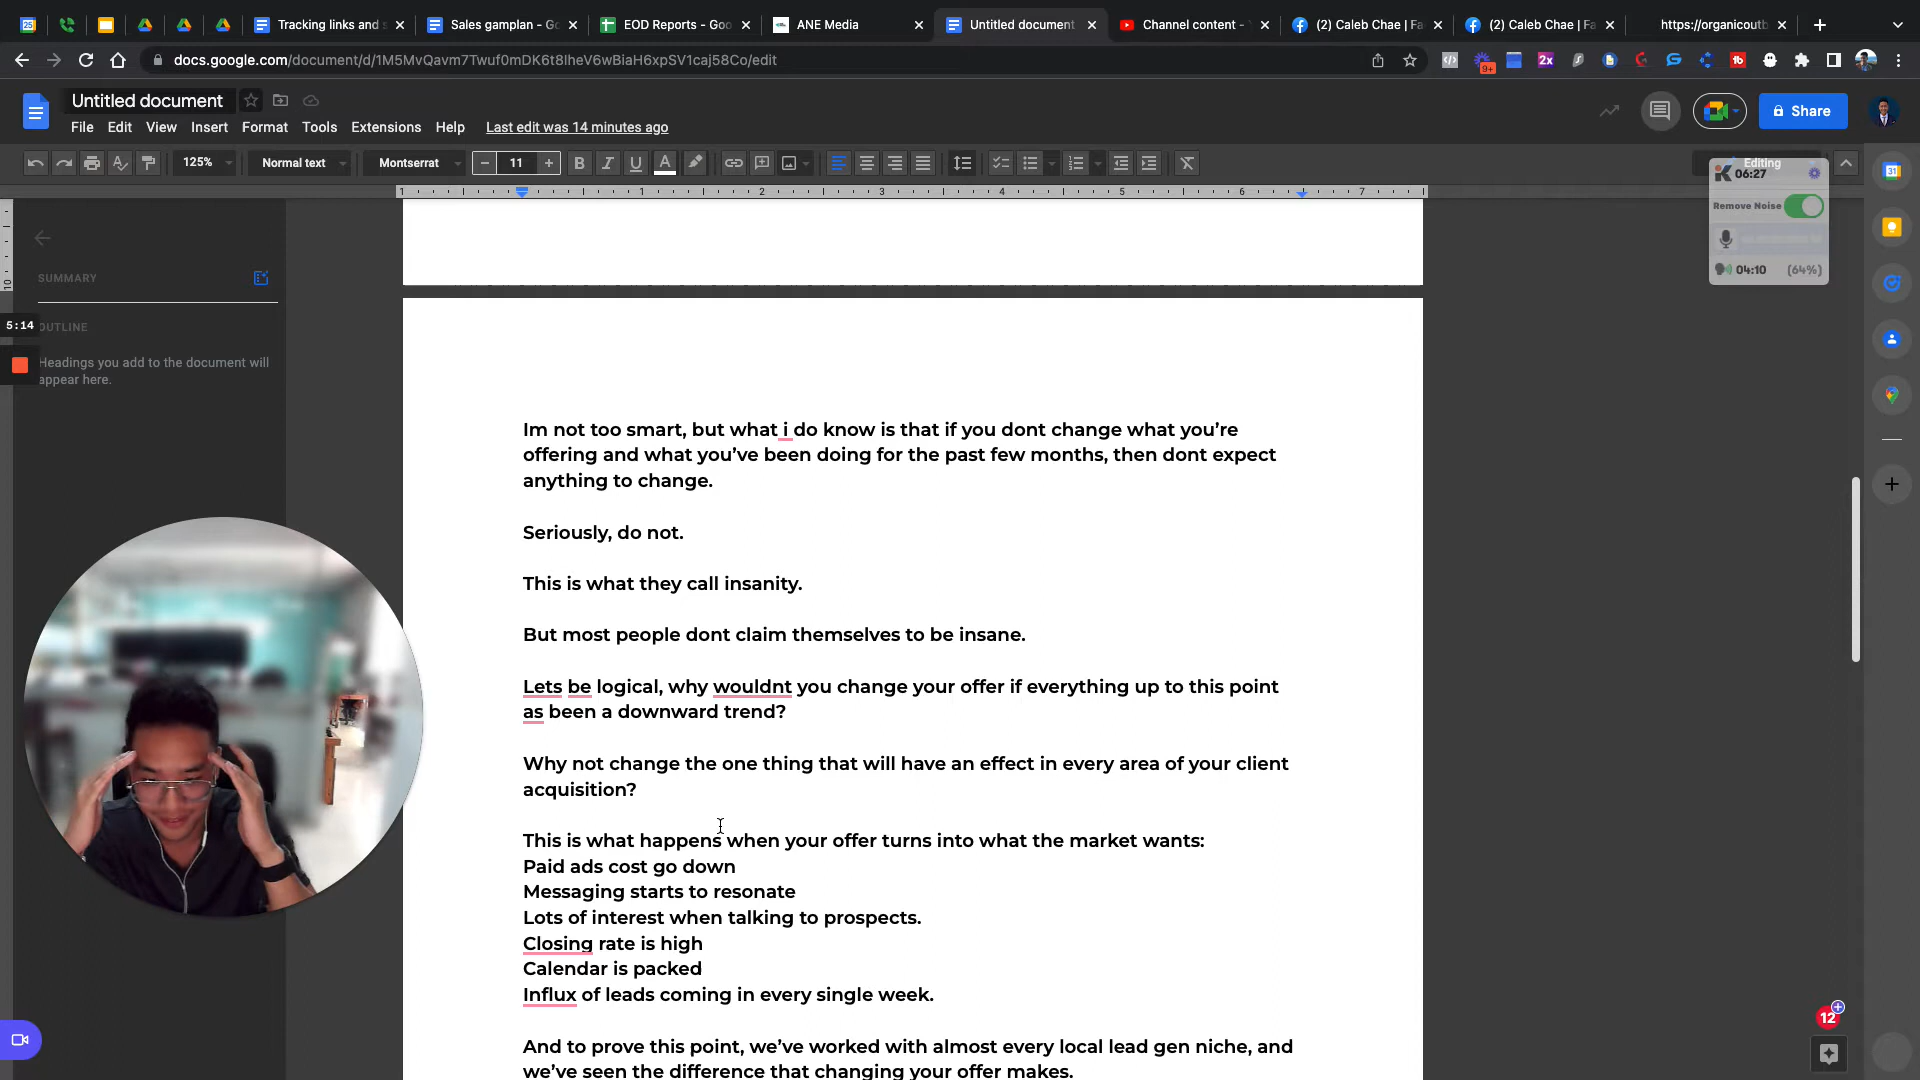 Tracking links and s
Sales gamplan - Go
EOD Reports - Goo
ANE Media
Untitled document
Channel content -
(2) Caleb Chae | Fa
(2) Caleb Chae | Fa
https://organicoutb
docs.google.com/document/d/1M5MvQavm7Twuf0mDK6t8lheV6wBiaH6xpSV1caj58Co/edit
9+
2x
Untitled document
File Edit View Insert Format Tools Extensions Help Last edit was 14 minutes ago
Share
125% Normal text Montserrat 11
Editing
1 1 2 3 4 5 6 7
06:27
Remove Noise
04:10 (64%)
SUMMARY
5:14
OUTLINE
Headings you add to the document will
appear here.
Im not too smart, but what i do know is that if you dont change what you’re
offering and what you’ve been doing for the past few months, then dont expect
anything to change.
Seriously, do not.
This is what they call insanity.
But most people dont claim themselves to be insane.
Lets be logical, why wouldnt you change your offer if everything up to this point
as been a downward trend?
Why not change the one thing that will have an effect in every area of your client
acquisition?
This is what happens when your offer turns into what the market wants:
Paid ads cost go down
Messaging starts to resonate
Lots of interest when talking to prospects.
Closing rate is high
Calendar is packed
Influx of leads coming in every single week.
And to prove this point, we’ve worked with almost every local lead gen niche, and
we’ve seen the difference that changing your offer makes.
12